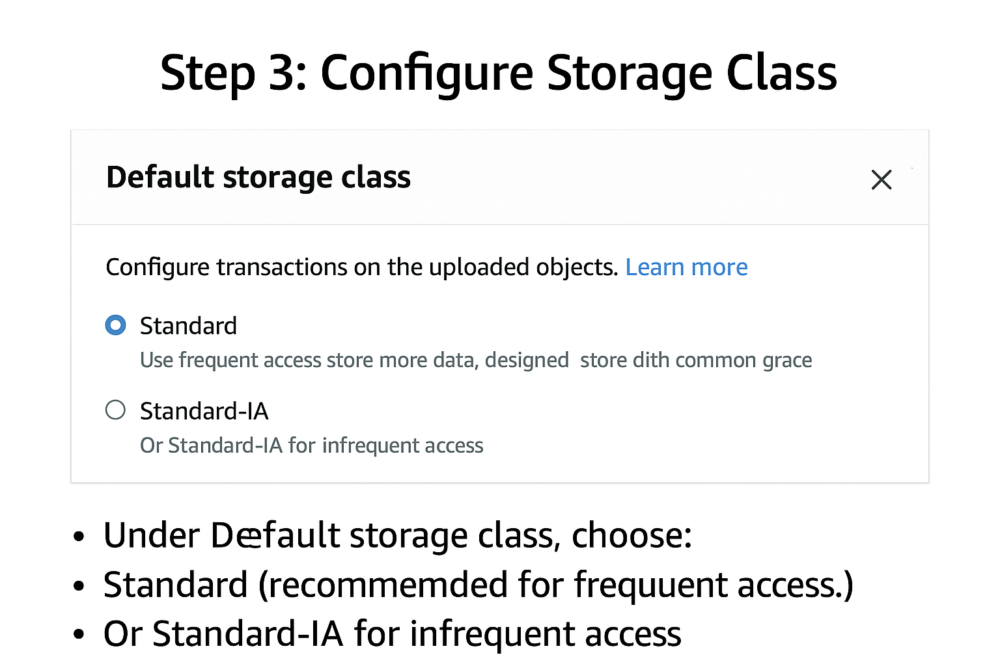 Step 3: Configure Storage Class
Default storage class
Configure transactions on the uploaded objects. Learn more
Standard
Use frequent access store more data, designed store dith common grace
Standard-IA
Or Standard-IA for infrequent access
• Under Deefault storage class, choose:
• Standard (recommemded for frequuent access.)
• Or Standard-IA for infrequent access